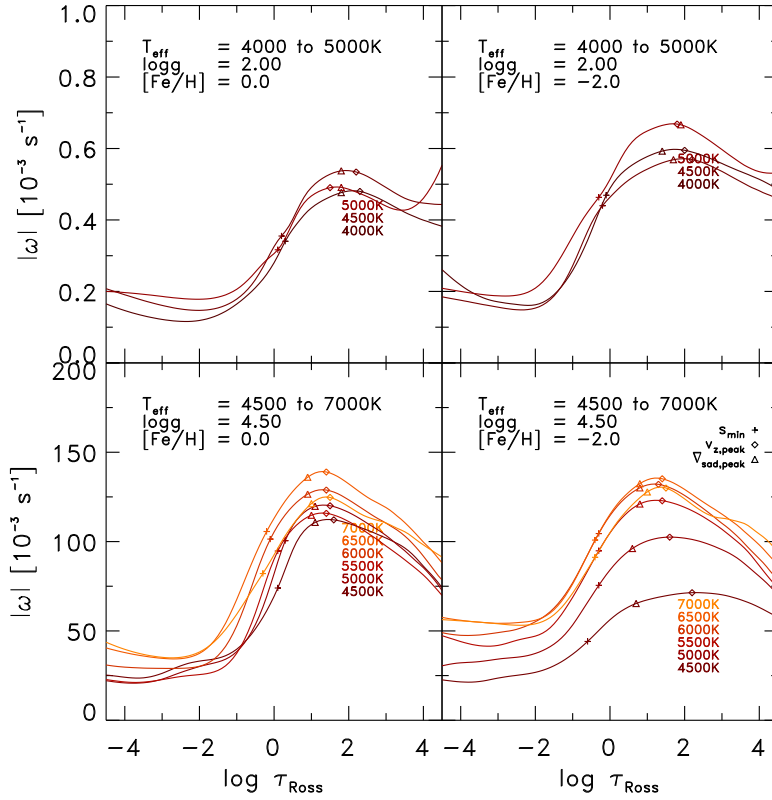 1.0
0.8
0.6
0.4
0.2
0.0
|ω| [10⁻³ s⁻¹]
T_eff = 4000 to 5000K
logg = 2.00
[Fe/H] = 0.0
5000K
4500K
4000K
T_eff = 4000 to 5000K
logg = 2.00
[Fe/H] = −2.0
5000K
4500K
4000K
200
150
100
50
0
|ω| [10⁻³ s⁻¹]
T_eff = 4500 to 7000K
logg = 4.50
[Fe/H] = 0.0
7000K
6500K
6000K
5500K
5000K
4500K
T_eff = 4500 to 7000K
logg = 4.50
[Fe/H] = −2.0
S_min +
v_z,peak ◇
∇_sad,peak △
7000K
6500K
6000K
5500K
5000K
4500K
−4 −2 0 2 4
−4 −2 0 2 4
log τ_Ross
log τ_Ross